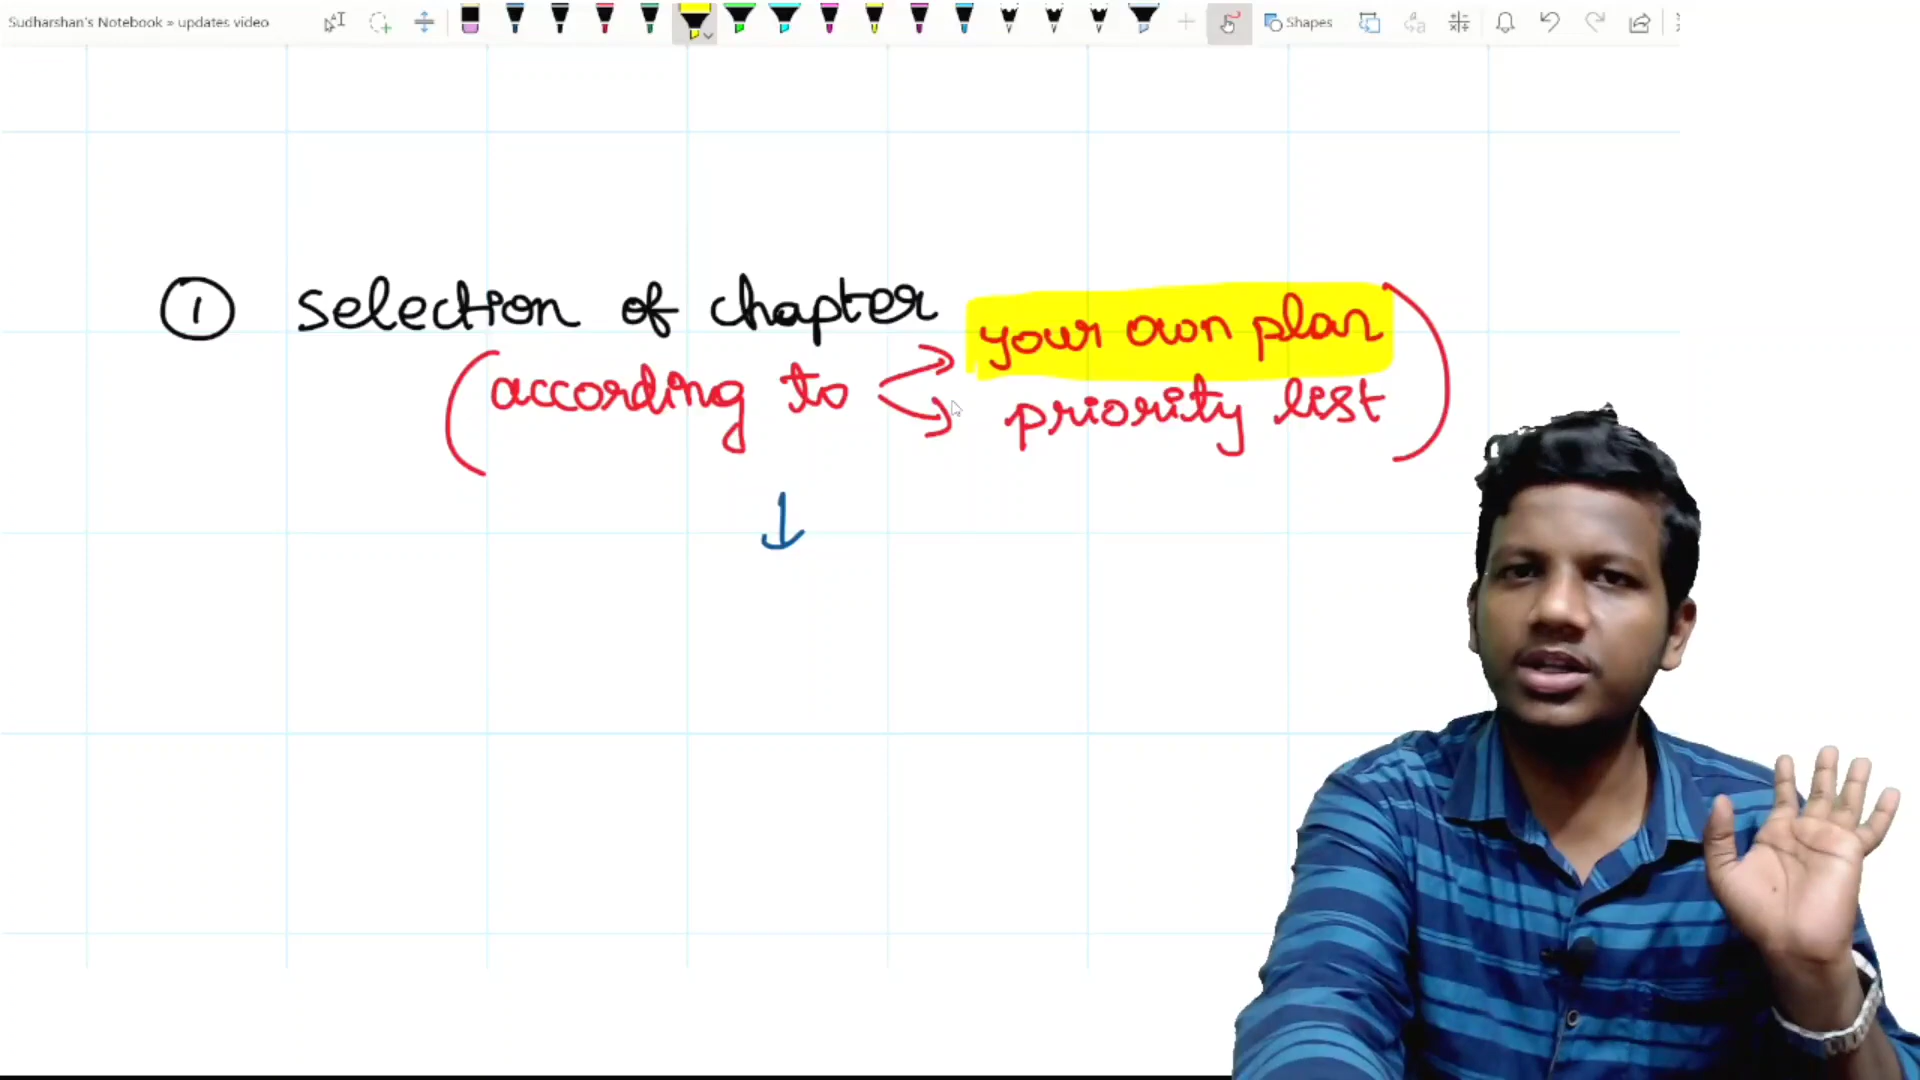 Sudharshan's Notebook » updates video
Shapes
① selection of chapter
your own plan
(according to
priority list)